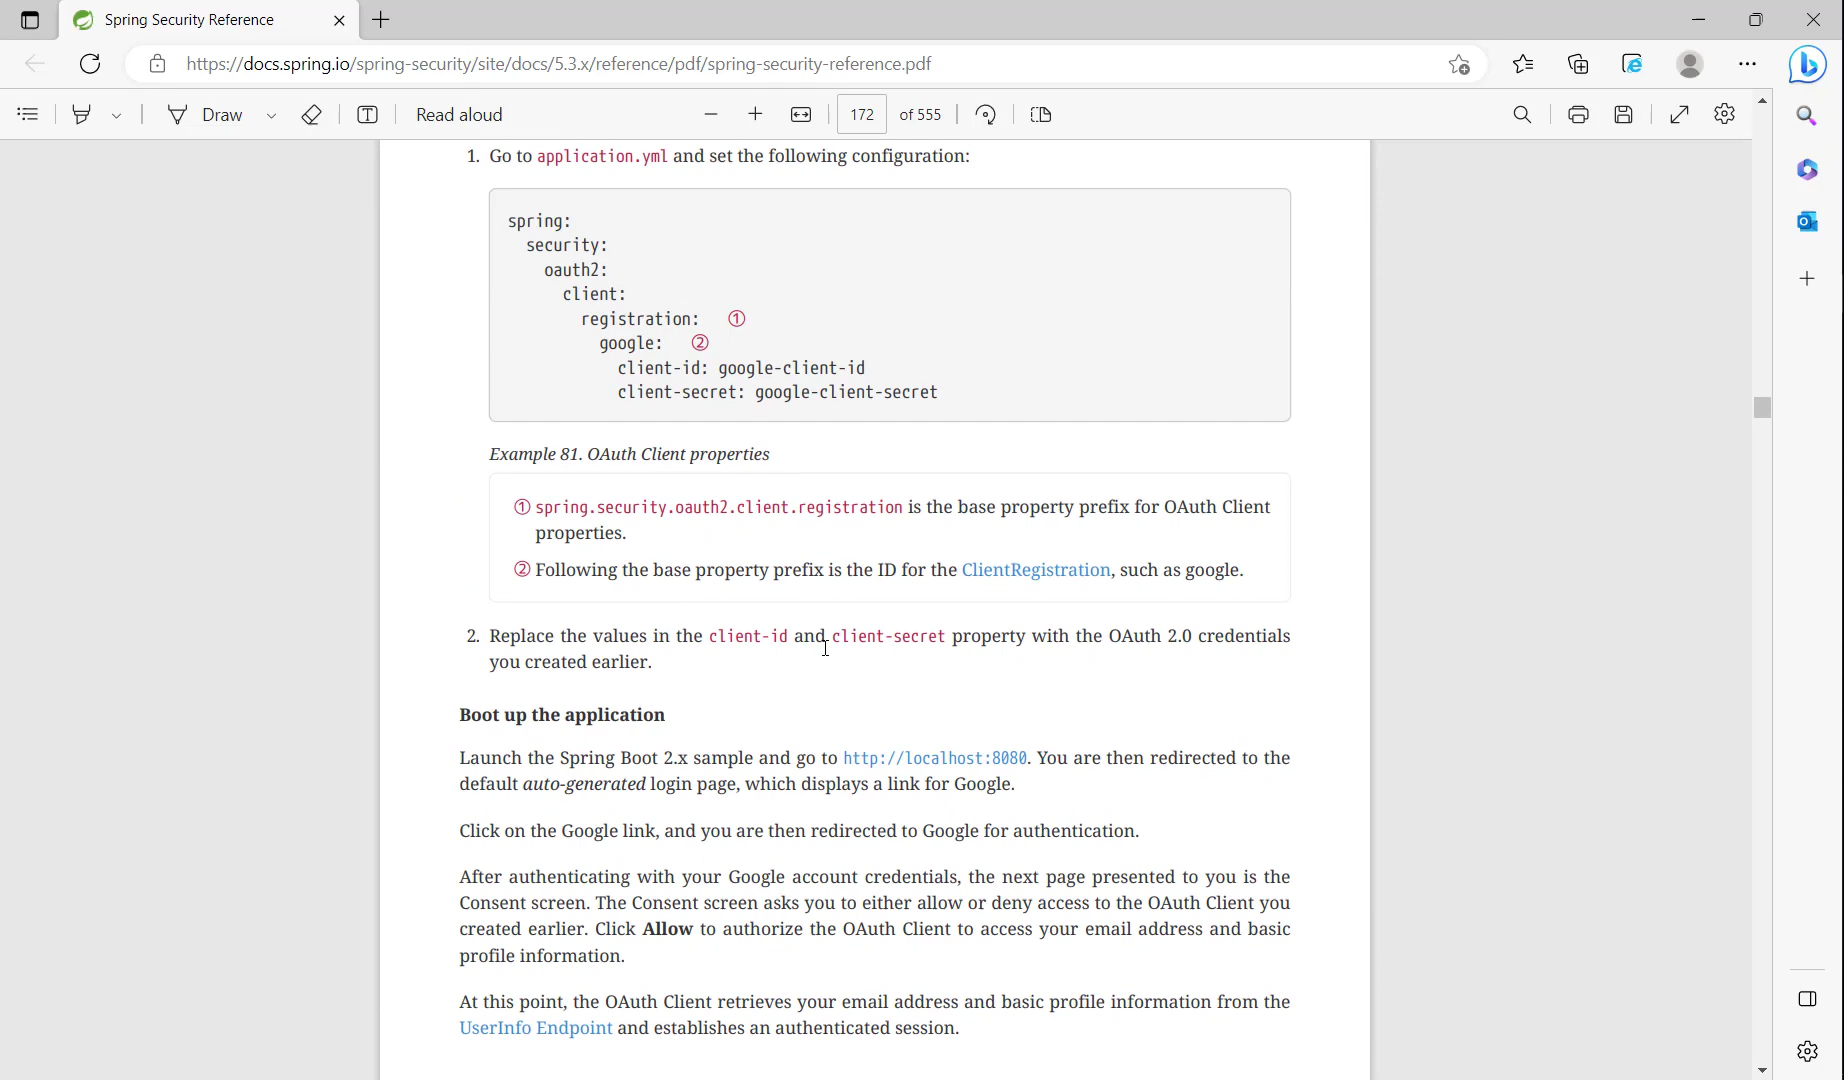 Spring Security Reference
https://docs.spring.io/spring-security/site/docs/5.3.x/reference/pdf/spring-security-reference.pdf
Draw
Read aloud
172 of 555
1. Go to application.yml and set the following configuration:
spring:
security:
oauth2:
client:
registration: ①
google: ②
client-id: google-client-id
client-secret: google-client-secret
Example 81. OAuth Client properties
① spring.security.oauth2.client.registration is the base property prefix for OAuth Client
properties.
② Following the base property prefix is the ID for the ClientRegistration, such as google.
2. Replace the values in the client-id and client-secret property with the OAuth 2.0 credentials
you created earlier.
Boot up the application
Launch the Spring Boot 2.x sample and go to http://localhost:8080. You are then redirected to the
default auto-generated login page, which displays a link for Google.
Click on the Google link, and you are then redirected to Google for authentication.
After authenticating with your Google account credentials, the next page presented to you is the
Consent screen. The Consent screen asks you to either allow or deny access to the OAuth Client you
created earlier. Click Allow to authorize the OAuth Client to access your email address and basic
profile information.
At this point, the OAuth Client retrieves your email address and basic profile information from the
UserInfo Endpoint and establishes an authenticated session.